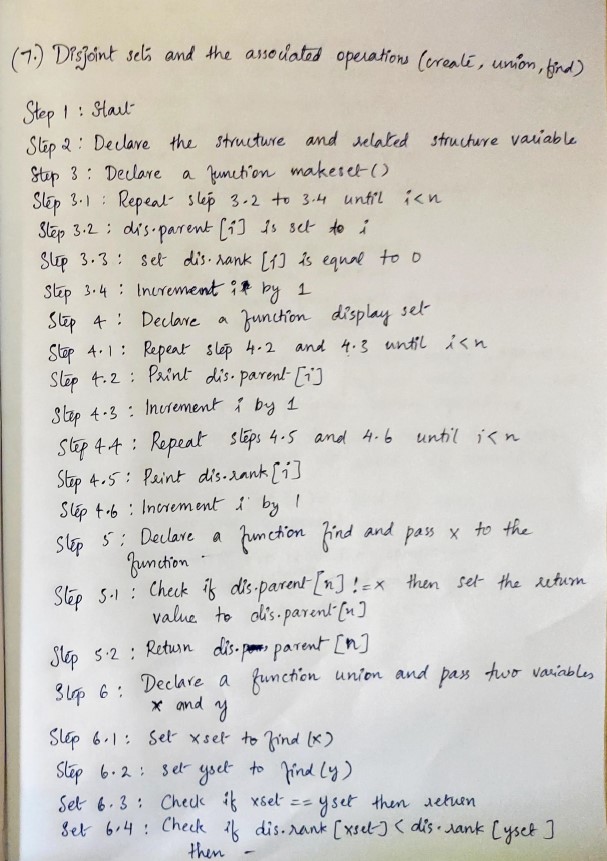 (7.) Disjoint sets and the associated operations (create, union, find)
Step 1 : Start
Step 2 : Declare the structure and related structure variable
Step 3 : Declare a function makeset()
Step 3.1 : Repeat step 3.2 to 3.4 until i<n
Step 3.2 : dis.parent[i] is set to i
Step 3.3 : set dis.rank[i] is equal to 0
Step 3.4 : Increment i by 1
Step 4 : Declare a function display set
Step 4.1 : Repeat step 4.2 and 4.3 until i<n
Step 4.2 : Print dis.parent[i]
Step 4.3 : Increment i by 1
Step 4.4 : Repeat steps 4.5 and 4.6 until i<n
Step 4.5 : Print dis.rank[i]
Step 4.6 : Increment i by 1
Step 5 : Declare a function find and pass x to the
function
Step 5.1 : Check if dis.parent[n] != x then set the return
value to dis.parent[n]
Step 5.2 : Return dis. parent[n]
Step 6 : Declare a function union and pass two variables
x and y
Step 6.1 : Set xset to find(x)
Step 6.2 : set yset to find(y)
Set 6.3 : Check if xset == yset then return
Set 6.4 : Check if dis.rank[xset] < dis.rank[yset]
then -